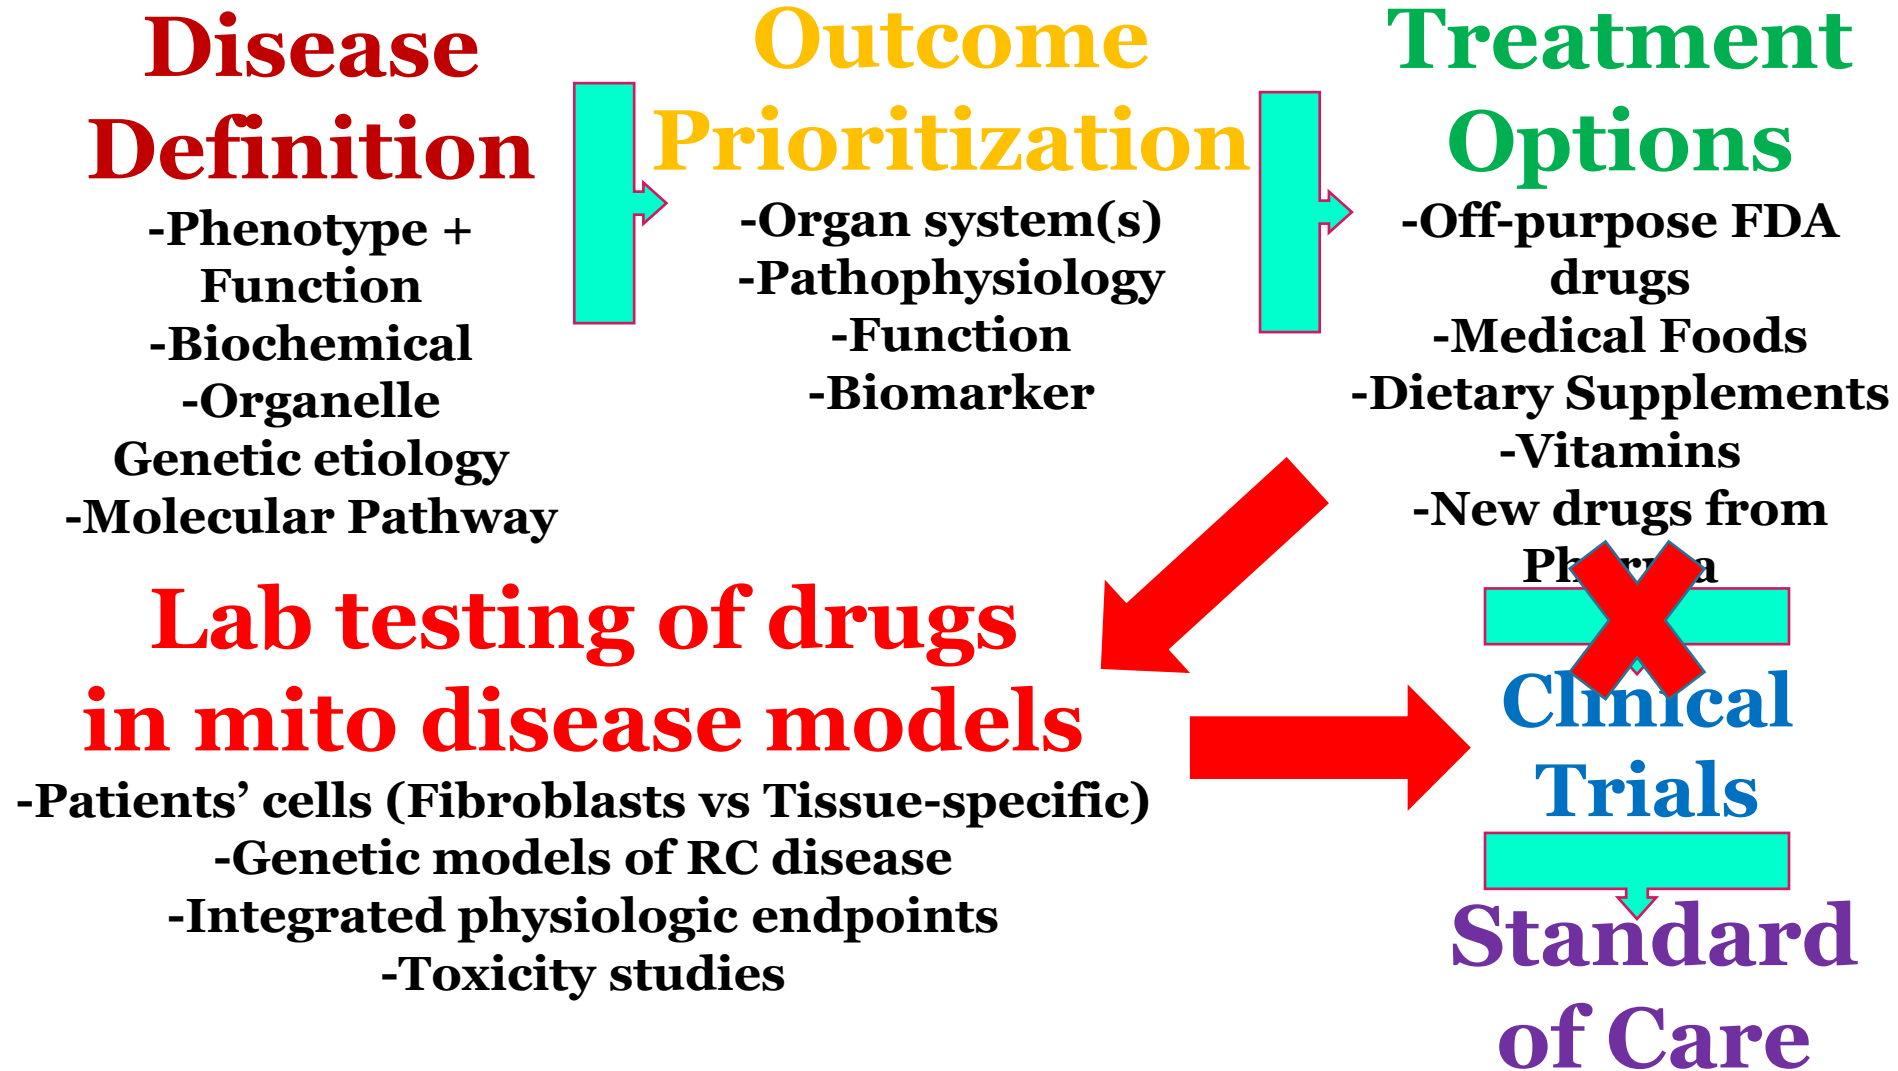 Disease
Definition
-Phenotype +
Function
-Biochemical
-Organelle
Genetic etiology
-Molecular Pathway
Outcome
Prioritization
-Organ system(s)
-Pathophysiology
-Function
-Biomarker
Treatment
Options
-Off-purpose FDA
drugs
-Medical Foods
-Dietary Supplements
-Vitamins
-New drugs from
Pharma
Lab testing of drugs
in mito disease models
-Patients’ cells (Fibroblasts vs Tissue-specific)
-Genetic models of RC disease
-Integrated physiologic endpoints
-Toxicity studies
Clinical
Trials
Standard
of Care